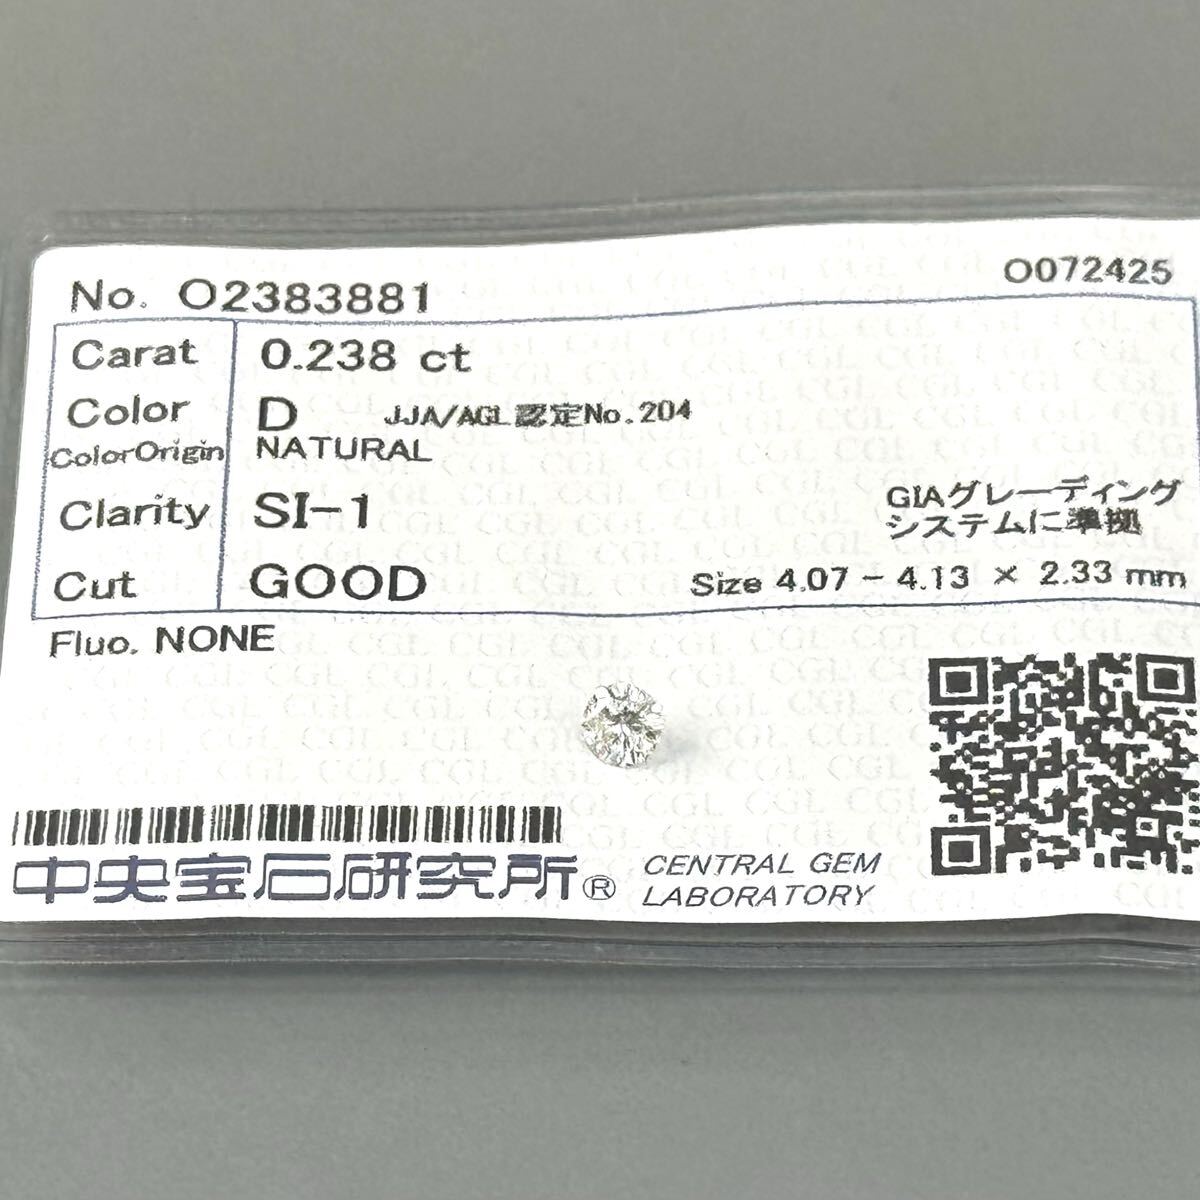 No. O2383881 O072425
Carat 0.238 ct
Color D JJA/AGL認定No.204
ColorOrigin NATURAL
Clarity SI-1 GIAグレーディング
システムに準拠
Cut GOOD Size 4.07 - 4.13 × 2.33 mm
Fluo. NONE
中央宝石研究所® CENTRAL GEM
LABORATORY